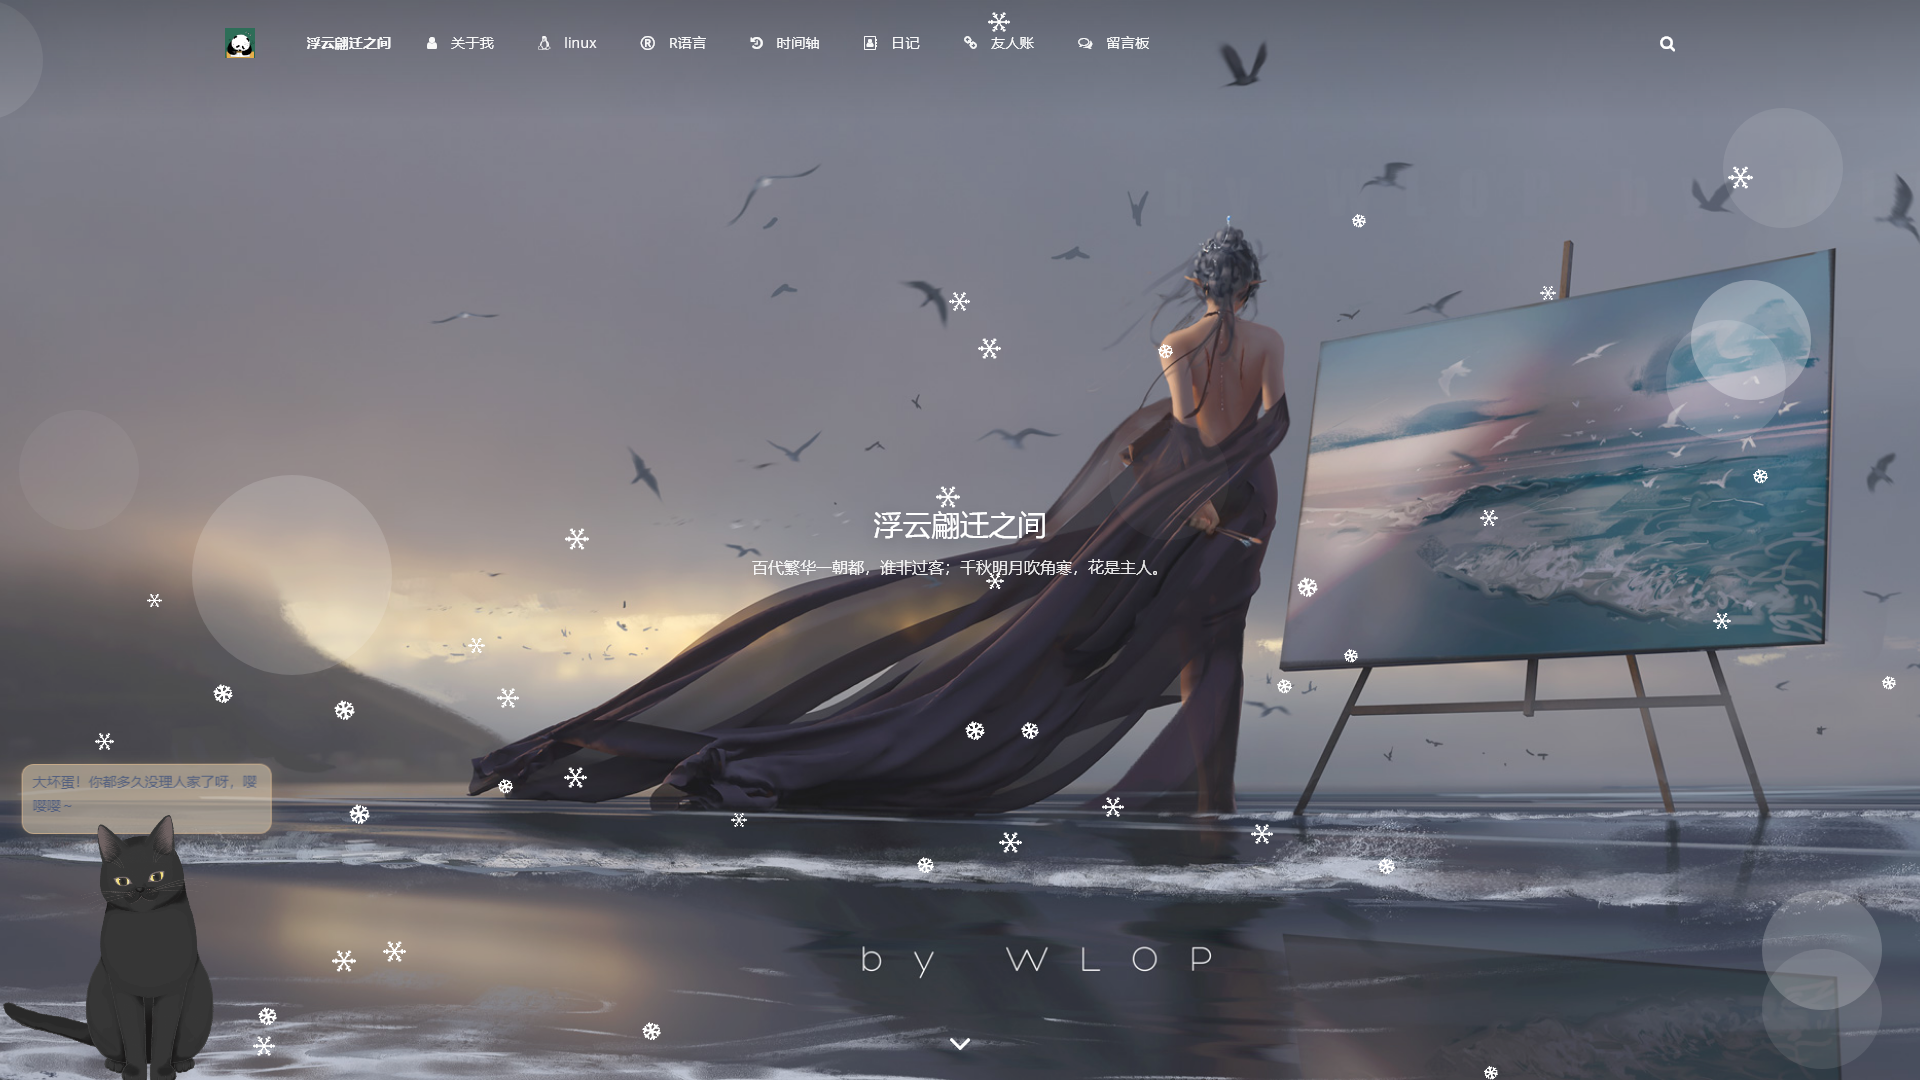 浮云翩迁之间
关于我
linux
R语言
时间轴
日记
友人账
留言板
浮云翩迁之间
百代繁华一朝都，谁非过客；千秋明月吹角寒，花是主人。
大坏蛋！你都多久没理人家了呀，嘤
嘤嘤～
by WLOP